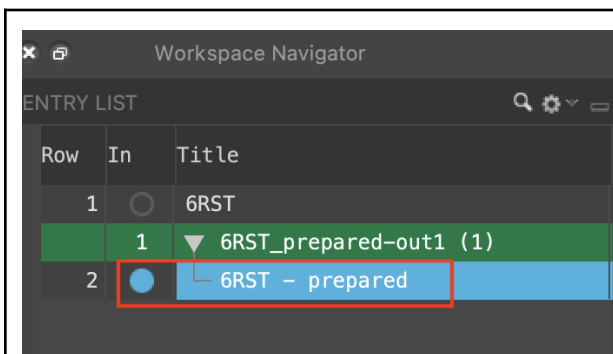 Workspace Navigator
ENTRY LIST
Row In Title
1 6RST
1 6RST_prepared-out1 (1)
2 6RST - prepared